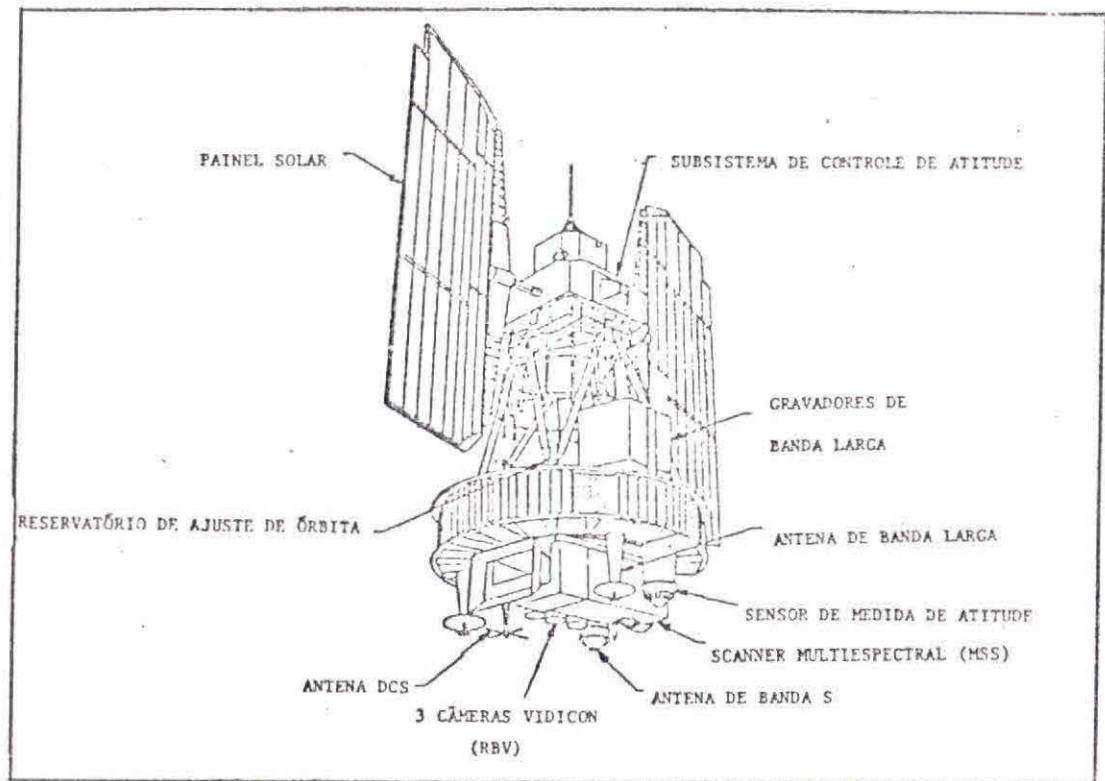 PAINEL SOLAR
SUBSISTEMA DE CONTROLE DE ATITUDE
GRAVADORES DE
BANDA LARGA
RESERVATÓRIO DE AJUSTE DE ÓRBITA
ANTENA DE BANDA LARGA
SENSOR DE MEDIDA DE ATITUDE
SCANNER MULTIESPECTRAL (MSS)
ANTENA DCS
ANTENA DE BANDA S
3 CÂMERAS VIDICON
(RBV)